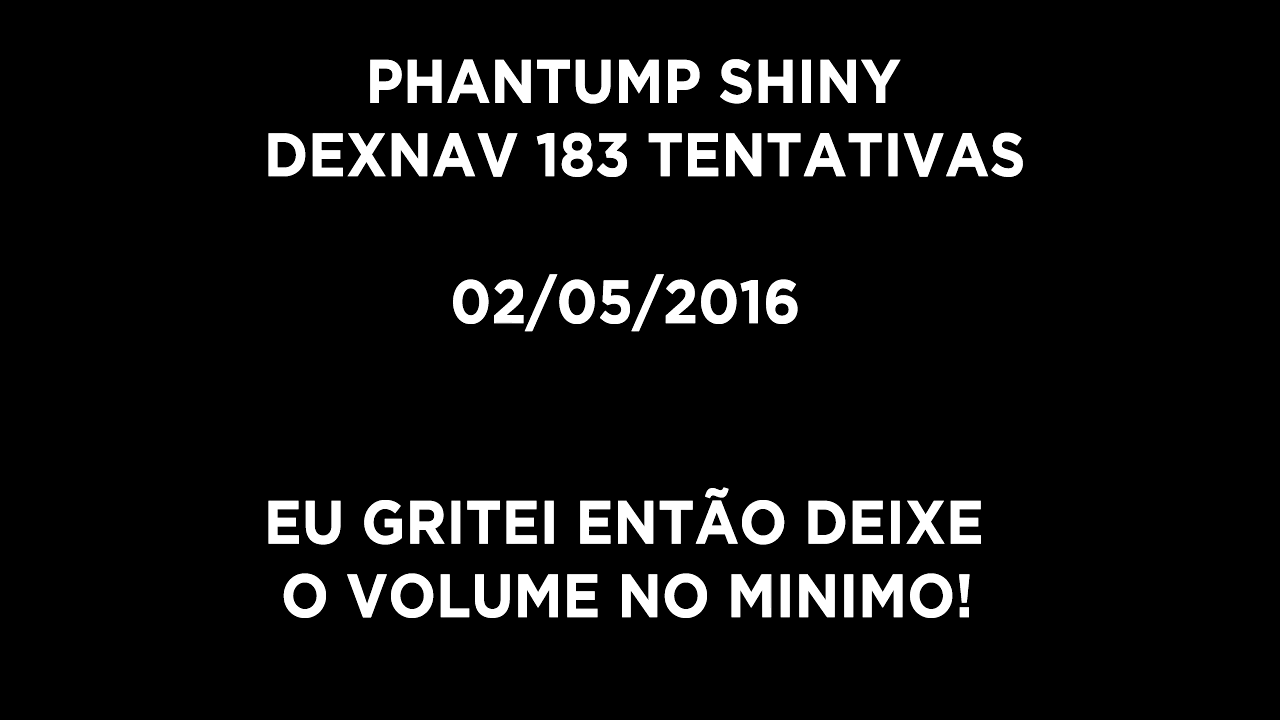 PHANTUMP SHINY
DEXNAV 183 TENTATIVAS
02/05/2016
EU GRITEI ENTÃO DEIXE
O VOLUME NO MINIMO!